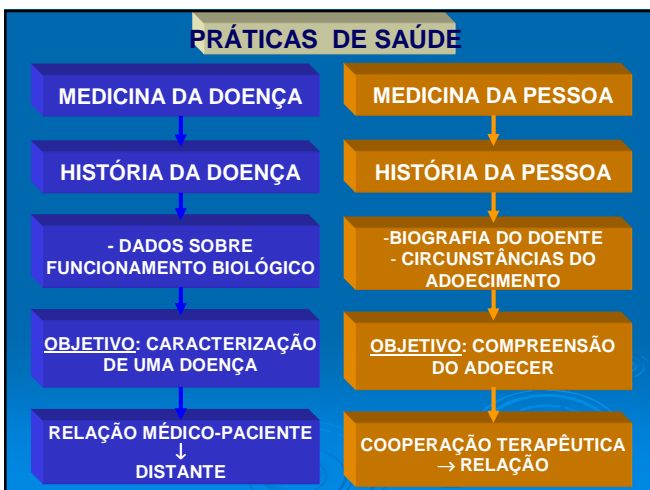 PRÁTICAS DE SAÚDE
MEDICINA DA DOENÇA
HISTÓRIA DA DOENÇA
- DADOS SOBRE
FUNCIONAMENTO BIOLÓGICO
OBJETIVO: CARACTERIZAÇÃO
DE UMA DOENÇA
RELAÇÃO MÉDICO-PACIENTE
↓
DISTANTE
MEDICINA DA PESSOA
HISTÓRIA DA PESSOA
-BIOGRAFIA DO DOENTE
- CIRCUNSTÂNCIAS DO
ADOECIMENTO
OBJETIVO: COMPREENSÃO
DO ADOECER
COOPERAÇÃO TERAPÊUTICA
→ RELAÇÃO